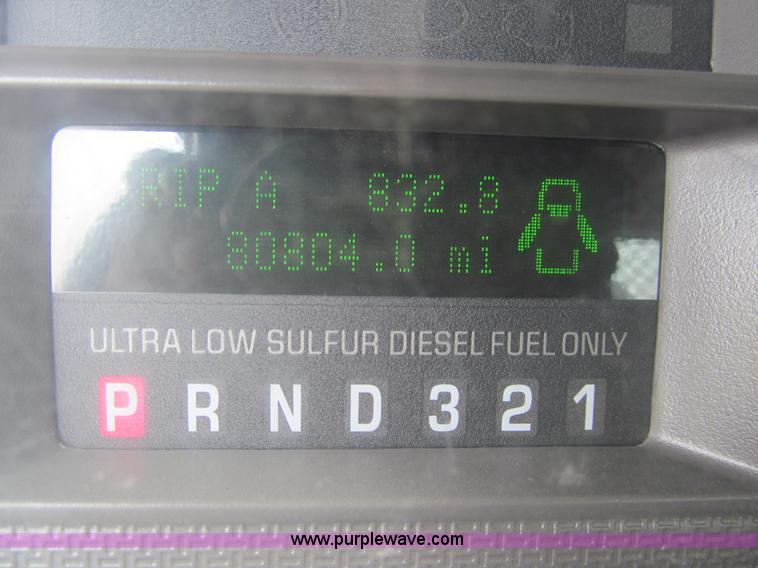 RIP A 832.8
80804.0 mi
ULTRA LOW SULFUR DIESEL FUEL ONLY
P R N D 3 2 1
www.purplewave.com